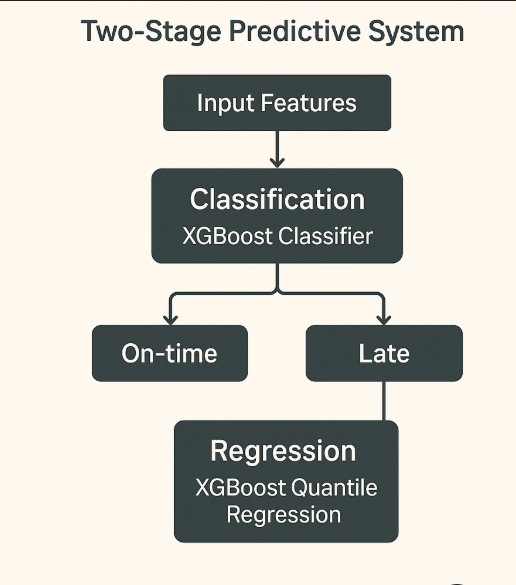 Two-Stage Predictive System
Input Features
Classification
XGBoost Classifier
On-time
Late
Regression
XGBoost Quantile
Regression